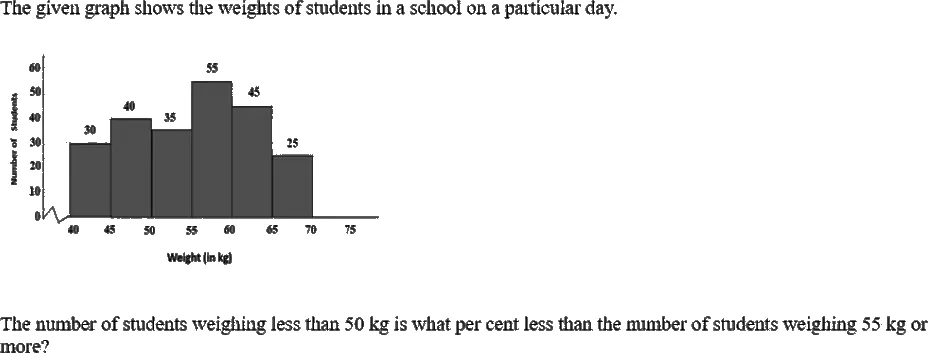 The given graph shows the weights of students in a school on a particular day.
60
50
40
30
20
10
0
Number of Students
30
40
35
55
45
25
40 45 50 55 60 65 70 75
Weight (in kg)
The number of students weighing less than 50 kg is what per cent less than the number of students weighing 55 kg or
more?